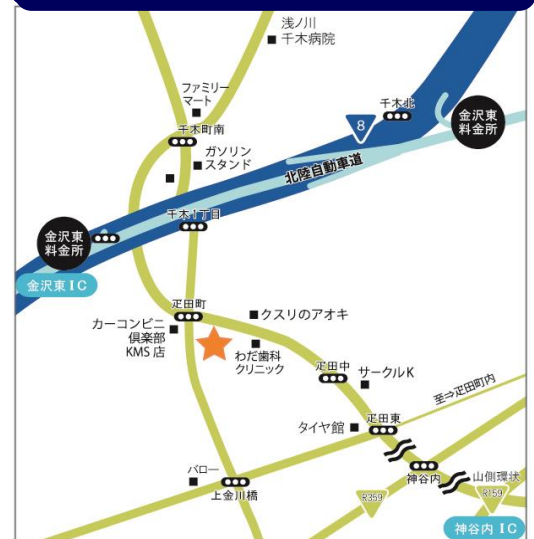 浅ノ川
千木病院
ファミリー
マート
千木北
8
金沢東
料金所
千木町南
ガソリン
スタンド
北陸自動車道
千木1丁目
金沢東
料金所
金沢東IC
疋田町
クスリのアオキ
カーコンビニ
倶楽部
KMS店
わだ歯科
クリニック
疋田中
サークルK
至⇒疋田町内
疋田東
タイヤ館
神谷内
山側環状
バロー
上金川橋
R359
R159
神谷内 IC